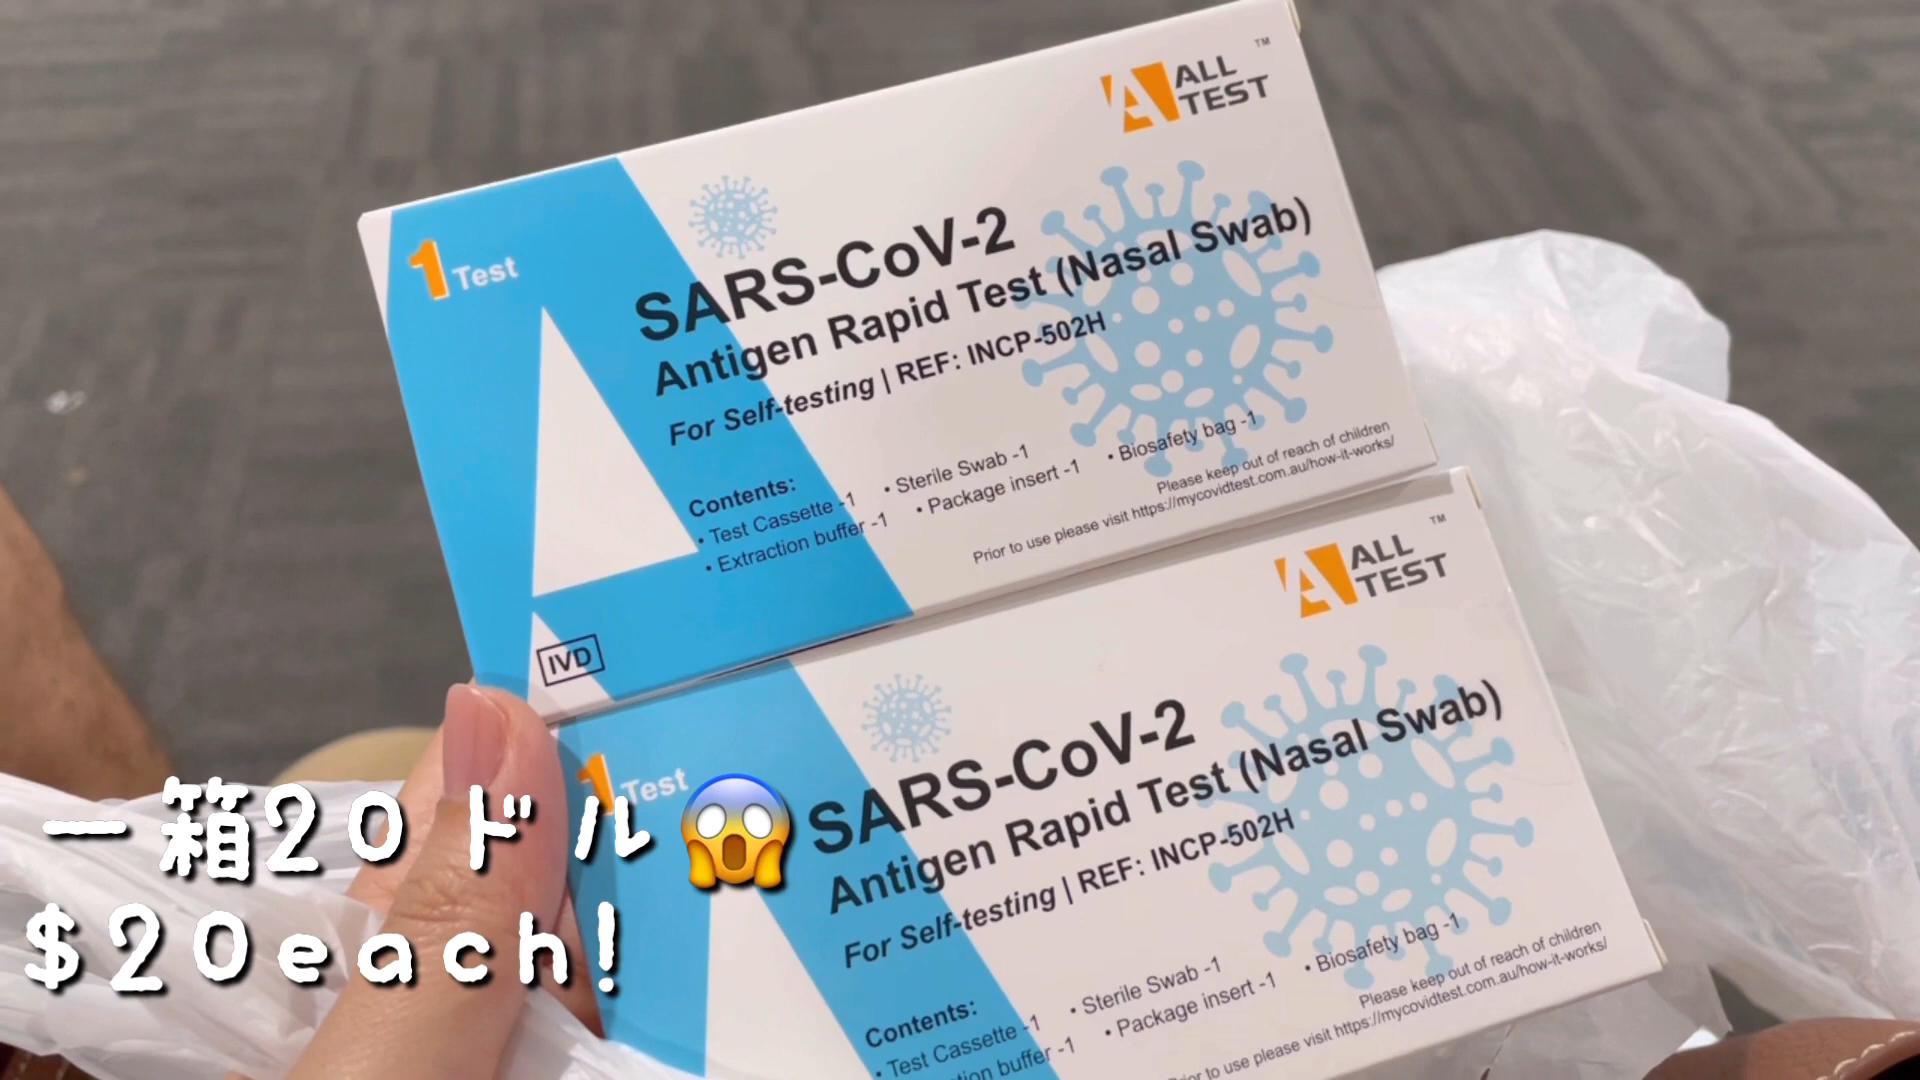 ALL
TEST
TM
1 Test
SARS-CoV-2
Antigen Rapid Test (Nasal Swab)
For Self-testing | REF: INCP-502H
Contents:
• Test Cassette -1
• Extraction buffer -1
• Sterile Swab -1
• Package insert -1
• Biosafety bag -1
Please keep out of reach of children
Prior to use please visit https://mycovidtest.com.au/how-it-works/
IVD
ALL
TEST
TM
1 Test
SARS-CoV-2
Antigen Rapid Test (Nasal Swab)
For Self-testing | REF: INCP-502H
Contents:
• Test Cassette -1
buffer -1
• Sterile Swab -1
• Package insert -1
• Biosafety bag -1
Please keep out of reach of children
to use please visit https://mycovidtest.com.au/how-it-works/
一箱20ドル😱
$20each!